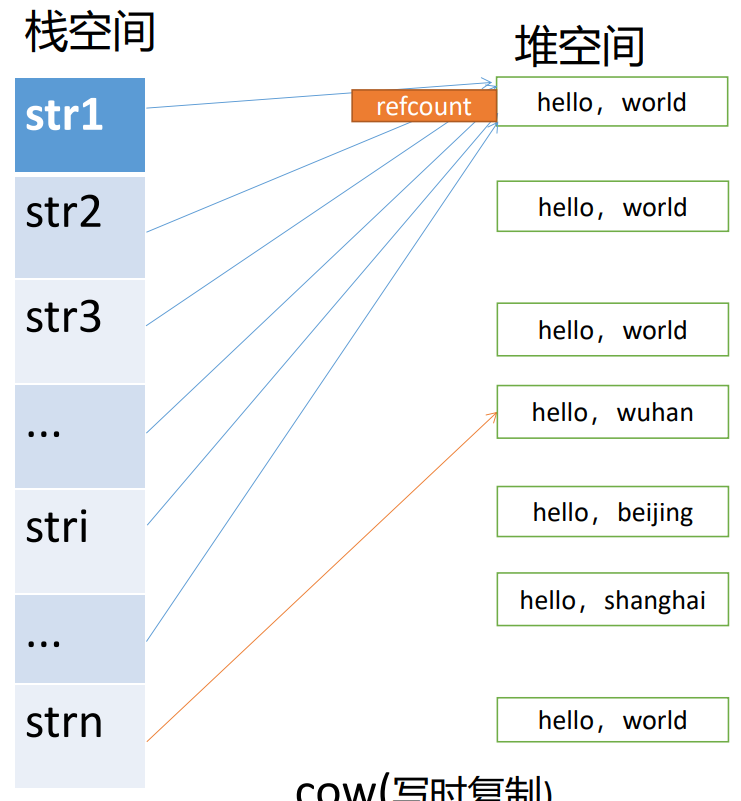 栈空间
堆空间
str1
refcount
hello, world
str2
hello, world
str3
hello, world
...
hello, wuhan
stri
hello, beijing
...
hello, shanghai
strn
hello, world
cow(写时复制)